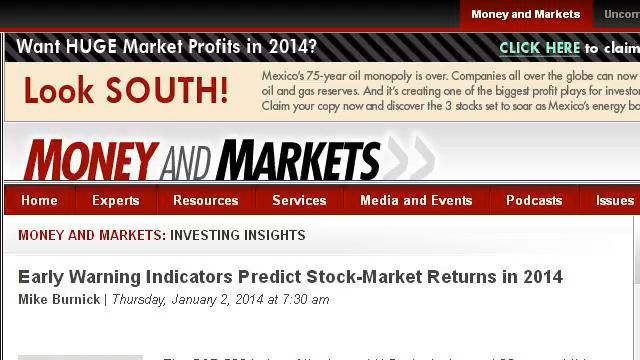 Money and Markets
Want HUGE Market Profits in 2014?
CLICK HERE to claim
Look SOUTH!
Mexico's 75-year oil monopoly is over. Companies all over the globe can now
oil and gas reserves. And it's creating one of the biggest profit plays for
Claim your copy now and discover the 3 stocks set to soar as Mexico's energy
MONEY AND MARKETS
Home Experts Resources Services Media and Events Podcasts Issues
MONEY AND MARKETS: INVESTING INSIGHTS
Early Warning Indicators Predict Stock-Market Returns in 2014
Mike Burnick | Thursday, January 2, 2014 at 7:30 am